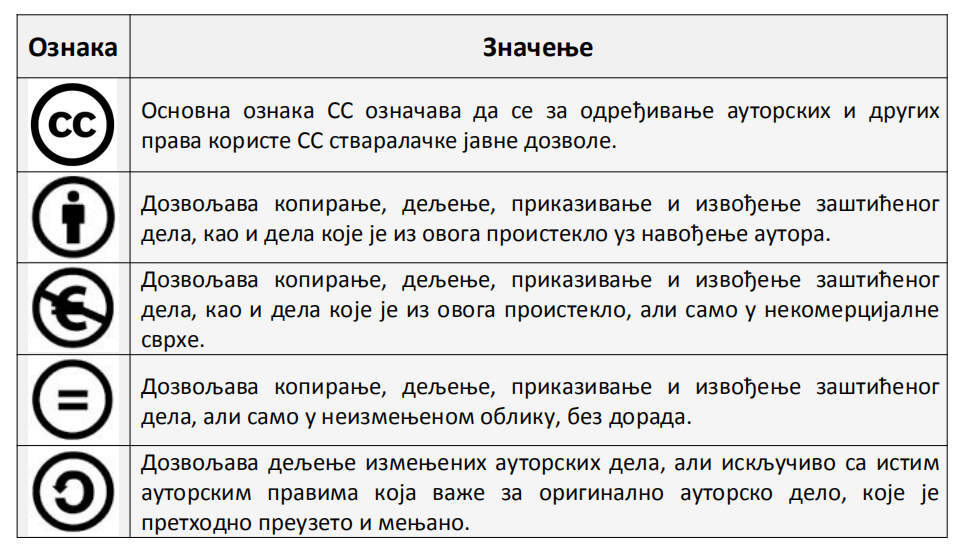 Ознака Значење
cc
Основна ознака CC означава да се за одређивање ауторских и других
права користе CC стваралачке јавне дозволе.
Дозвољава копирање, дељење, приказивање и извођење заштићеног
дела, као и дела које је из овога проистекло уз навођење аутора.
€
Дозвољава копирање, дељење, приказивање и извођење заштићеног
дела, као и дела које је из овога проистекло, али само у некомерцијалне
сврхе.
=
Дозвољава копирање, дељење, приказивање и извођење заштићеног
дела, али само у неизмењеном облику, без дорада.
Дозвољава дељење измењених ауторских дела, али искључиво са истим
ауторским правима која важе за оригинално ауторско дело, које је
претходно преузето и мењано.